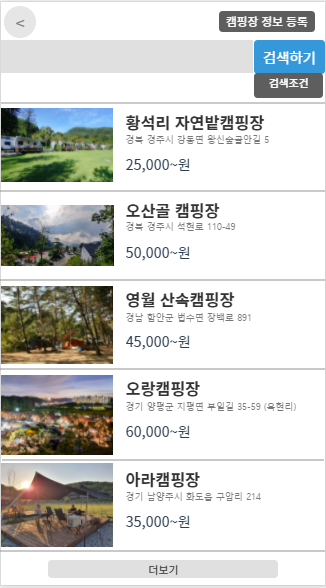 <
캠핑장 정보 등록
검색하기
검색조건
황석리 자연밭캠핑장
경북 경주시 강동면 왕신숲골안길 5
25,000~원
오산골 캠핑장
경북 경주시 석현로 110-49
50,000~원
영월 산속캠핑장
경남 함안군 법수면 장백로 891
45,000~원
오랑캠핑장
경기 양평군 지평면 부일길 35-59 (옥현리)
60,000~원
아라캠핑장
경기 남양주시 화도읍 구암리 214
35,000~원
더보기